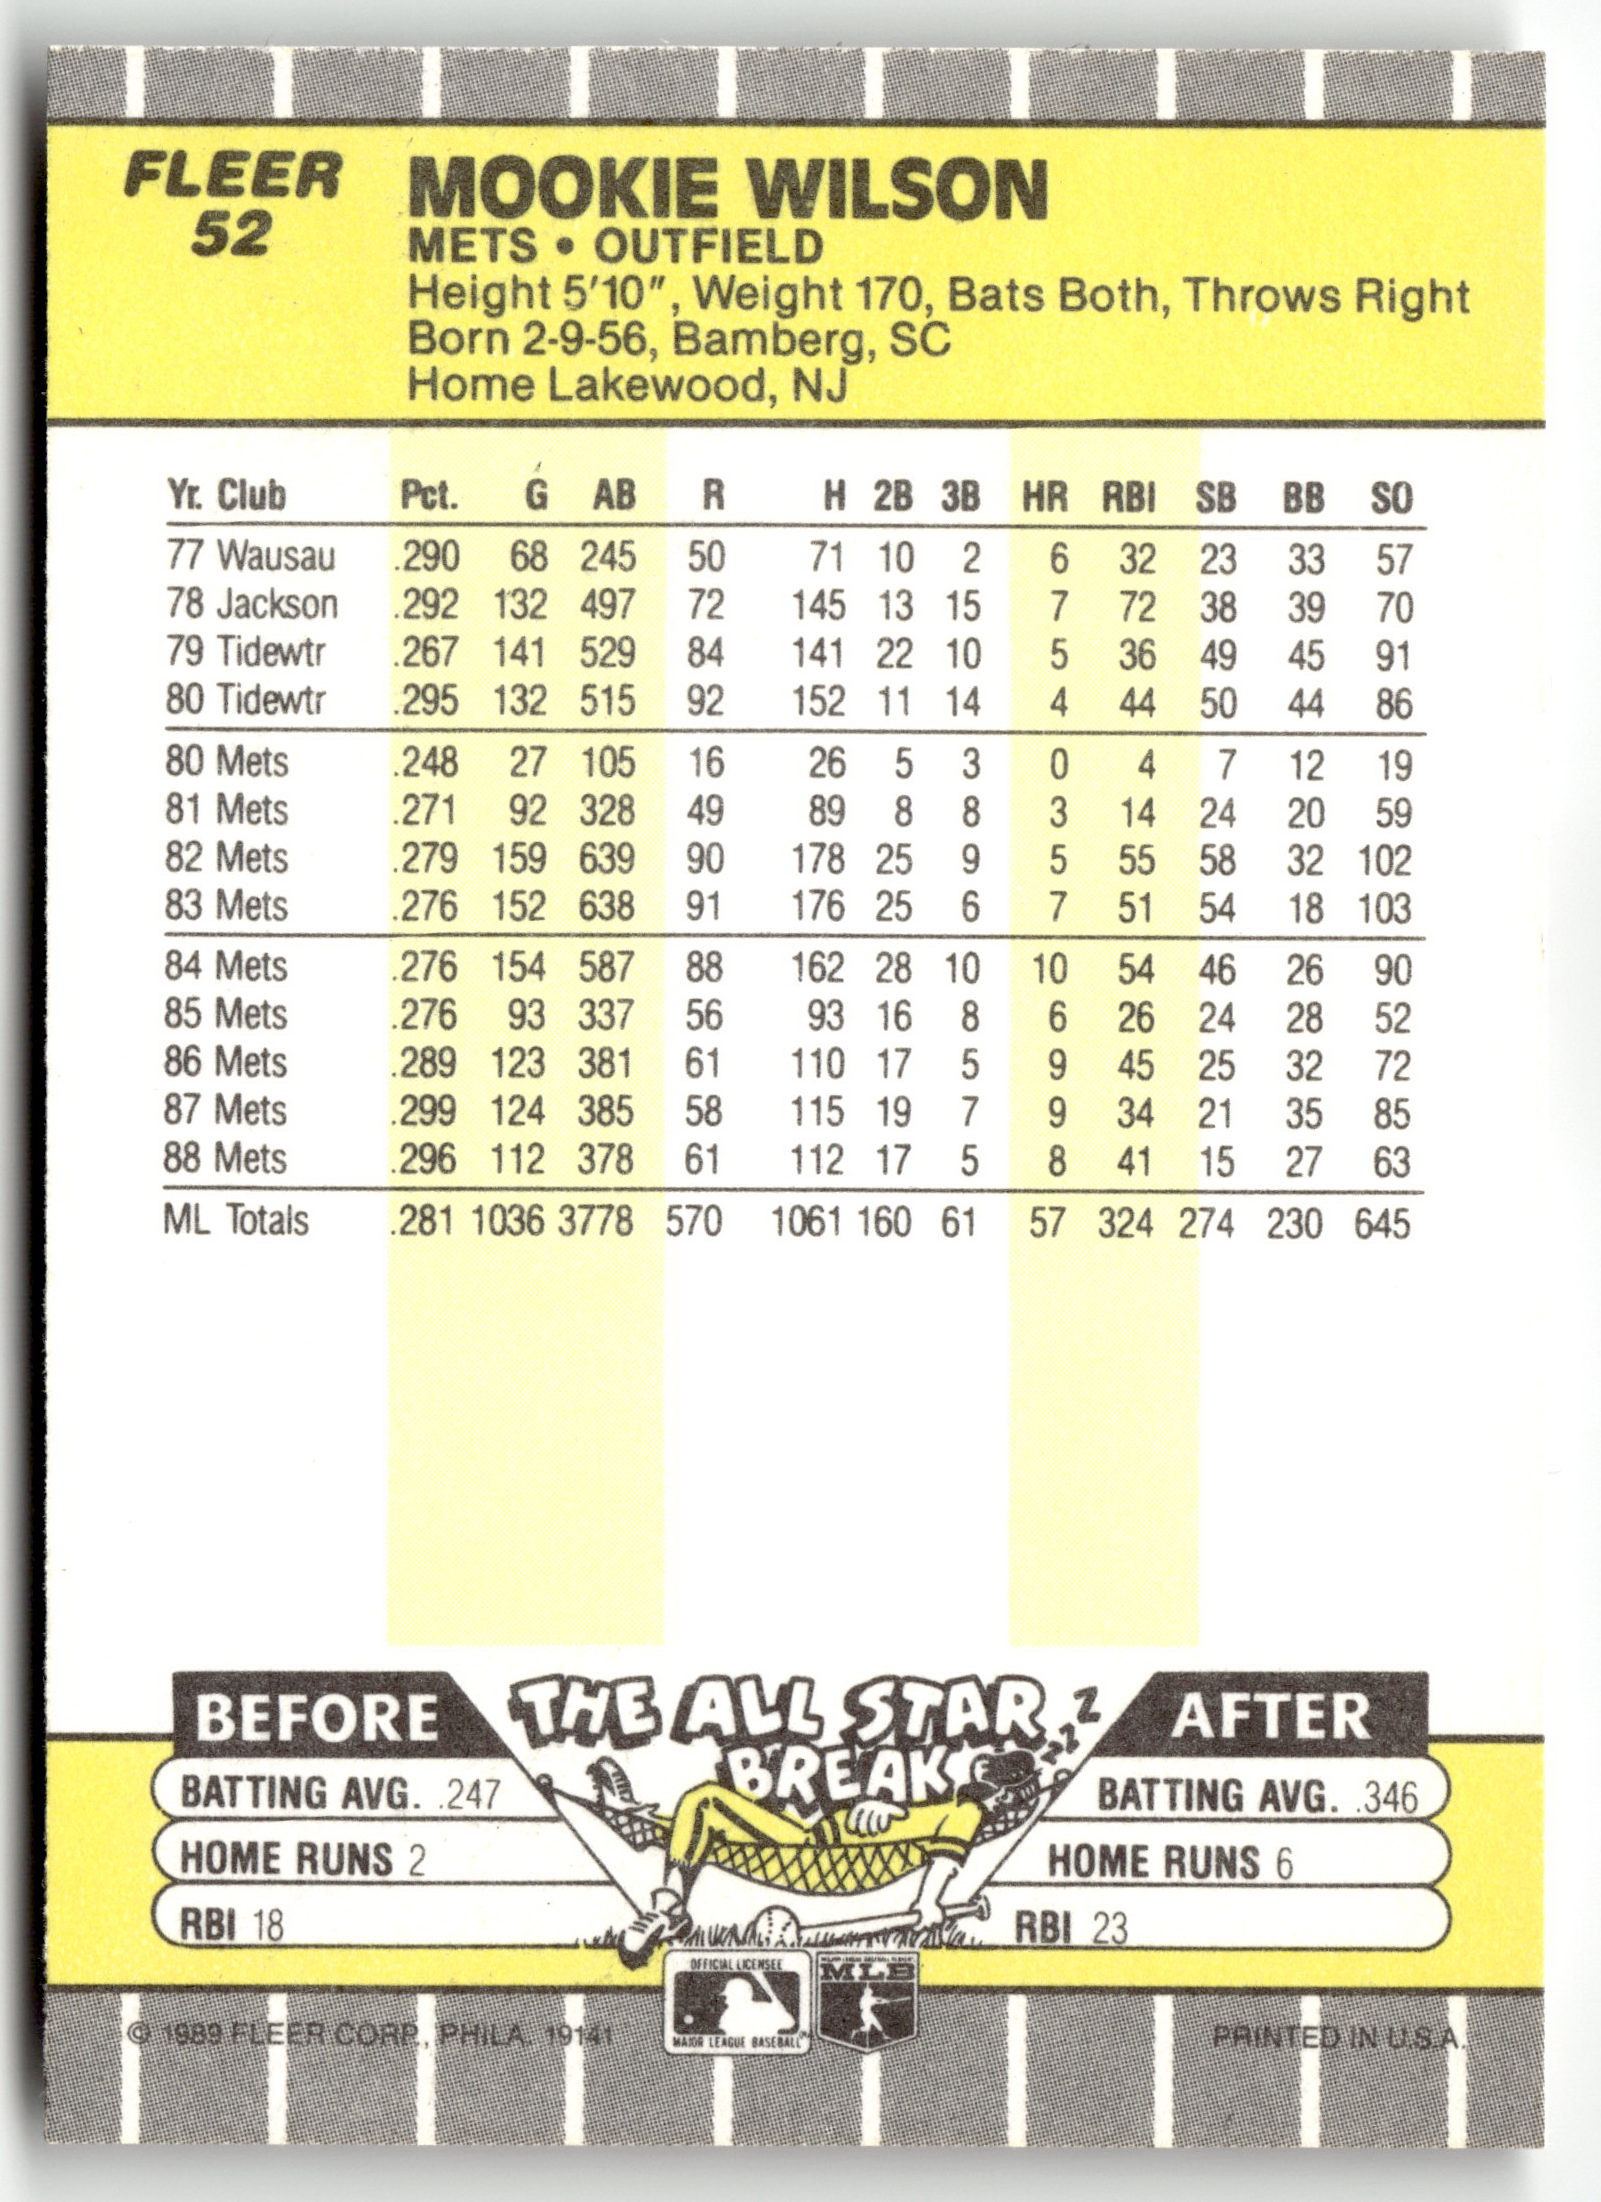 FLEER
52
MOOKIE WILSON
METS • OUTFIELD
Height 5'10", Weight 170, Bats Both, Throws Right
Born 2-9-56, Bamberg, SC
Home Lakewood, NJ
Yr. Club Pct. G AB R H 2B 3B HR RBI SB BB SO
77 Wausau .290 68 245 50 71 10 2 6 32 23 33 57
78 Jackson .292 132 497 72 145 13 15 7 72 38 39 70
79 Tidewtr .267 141 529 84 141 22 10 5 36 49 45 91
80 Tidewtr .295 132 515 92 152 11 14 4 44 50 44 86
80 Mets .248 27 105 16 26 5 3 0 4 7 12 19
81 Mets .271 92 328 49 89 8 8 3 14 24 20 59
82 Mets .279 159 639 90 178 25 9 5 55 58 32 102
83 Mets .276 152 638 91 176 25 6 7 51 54 18 103
84 Mets .276 154 587 88 162 28 10 10 54 46 26 90
85 Mets .276 93 337 56 93 16 8 6 26 24 28 52
86 Mets .289 123 381 61 110 17 5 9 45 25 32 72
87 Mets .299 124 385 58 115 19 7 9 34 21 35 85
88 Mets .296 112 378 61 112 17 5 8 41 15 27 63
ML Totals .281 1036 3778 570 1061 160 61 57 324 274 230 645
BEFORE
BATTING AVG. .247
HOME RUNS 2
RBI 18
THE ALL STAR
BREAK
ZZZZ
AFTER
BATTING AVG. .346
HOME RUNS 6
RBI 23
OFFICIAL LICENSEE
MAJOR LEAGUE BASEBALL
MLB
© 1989 FLEER CORP., PHILA. 19141
PRINTED IN U.S.A.